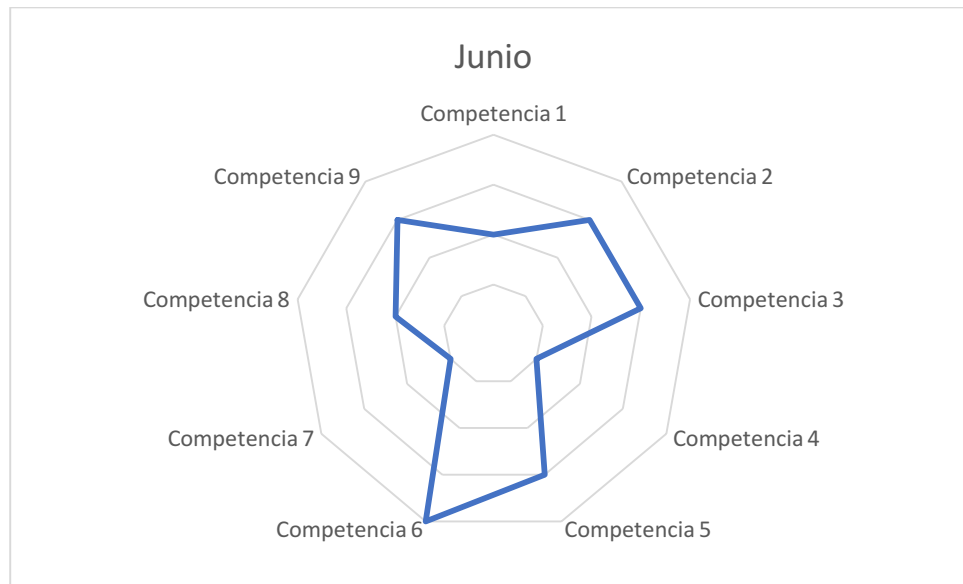 Junio
Competencia 1
Competencia 2
Competencia 3
Competencia 4
Competencia 5
Competencia 6
Competencia 7
Competencia 8
Competencia 9